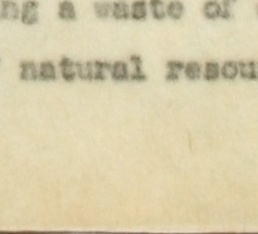 ng a waste of
natural resou